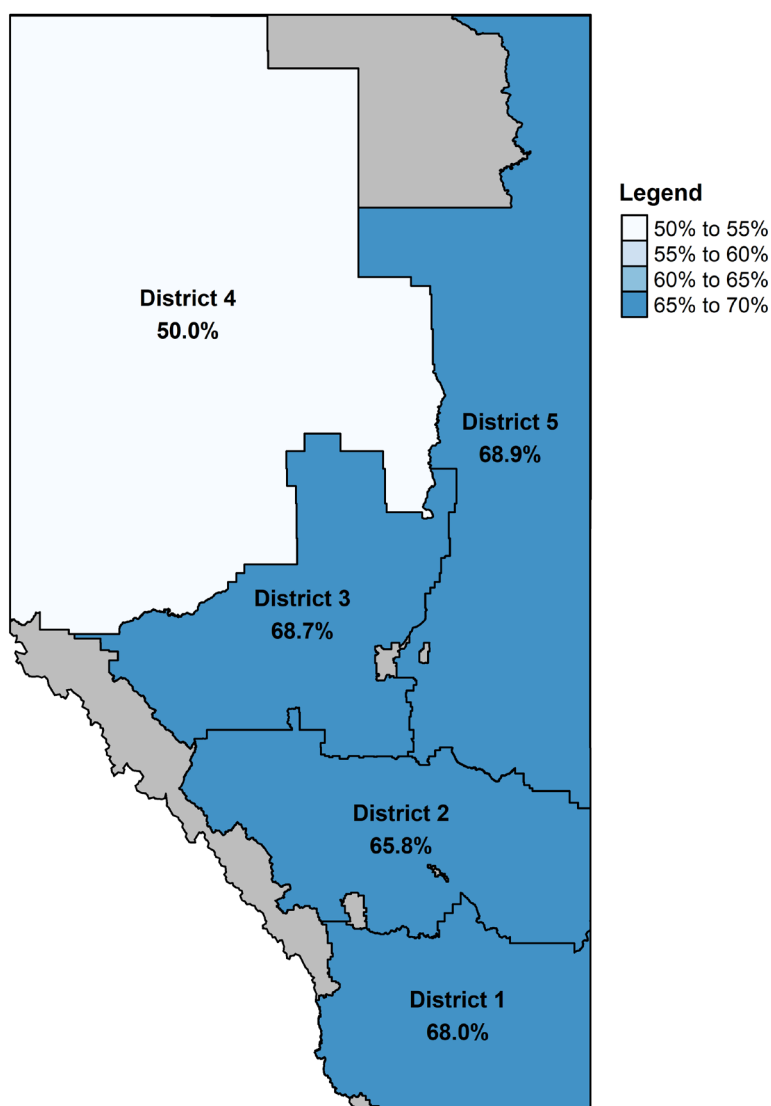 Legend
50% to 55%
55% to 60%
60% to 65%
65% to 70%
District 4
50.0%
District 5
68.9%
District 3
68.7%
District 2
65.8%
District 1
68.0%